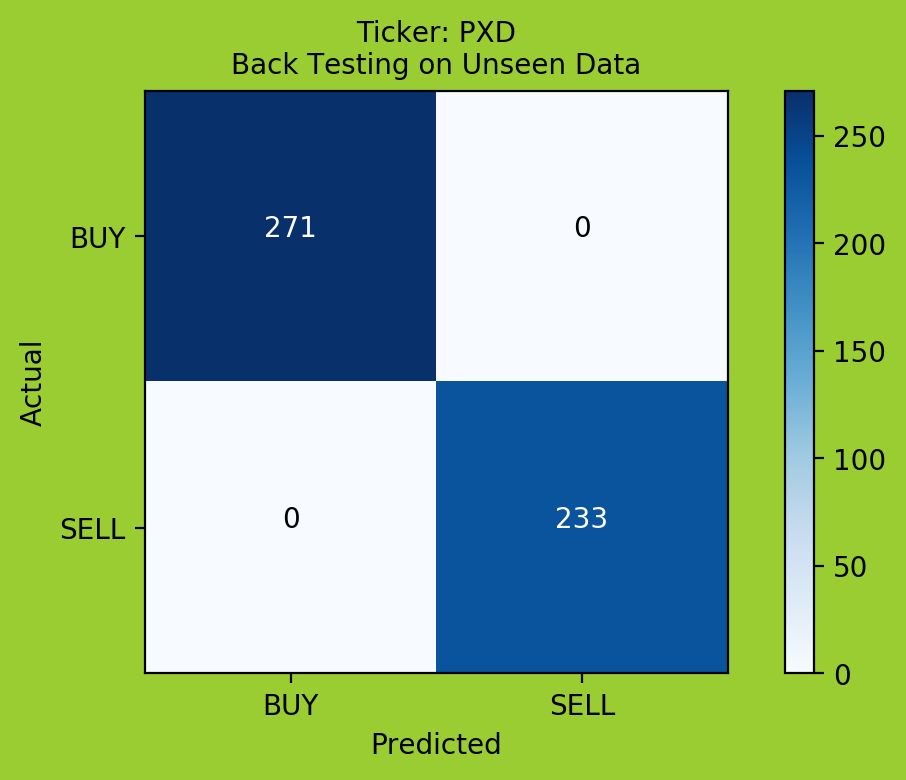 Ticker: PXD
Back Testing on Unseen Data
BUY
271
0
SELL
0
233
Actual
BUY
SELL
Predicted
250
200
150
100
50
0